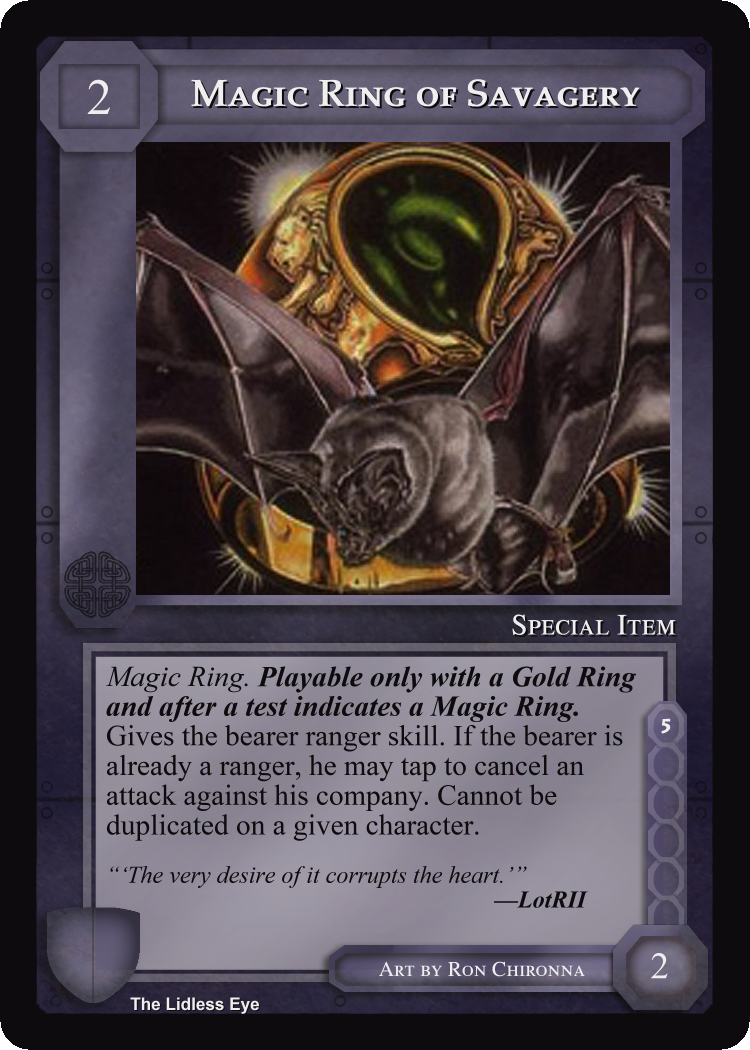 2
Magic Ring of Savagery
Special Item
Magic Ring. Playable only with a Gold Ring
and after a test indicates a Magic Ring.
Gives the bearer ranger skill. If the bearer is
already a ranger, he may tap to cancel an
attack against his company. Cannot be
duplicated on a given character.
5
“‘The very desire of it corrupts the heart.’”
—LotRII
Art by Ron Chironna
2
The Lidless Eye